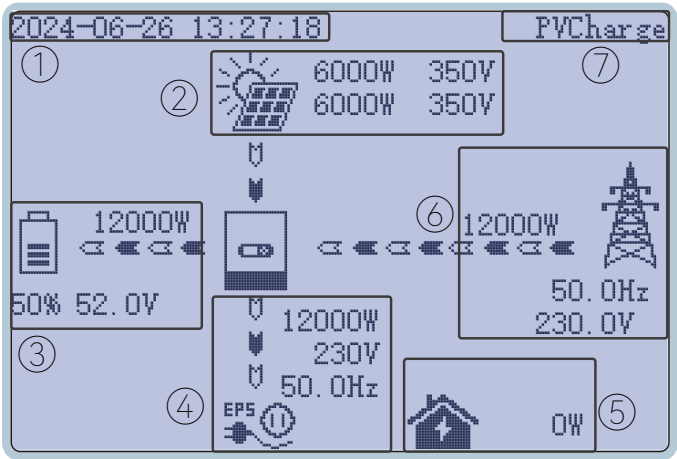 2024-06-26 13:27:18 PVCharge
① ⑦
② 6000W 350V
6000W 350V
⑥
12000W 12000W
50% 52.0V
50.0Hz
230.0V
③
12000W
230V
50.0Hz
④ EPS
0W ⑤